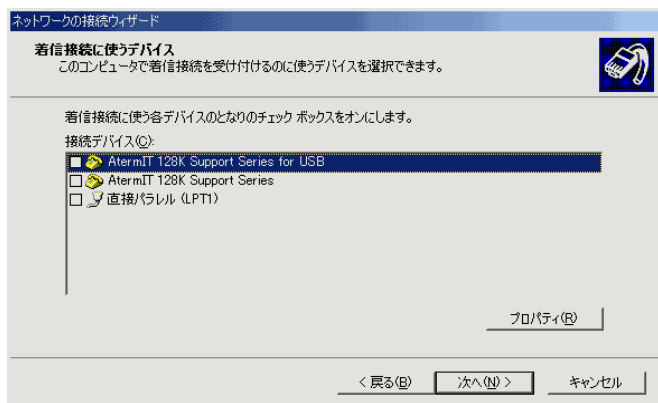 ネットワークの接続ウィザード
着信接続に使うデバイス
このコンピュータで着信接続を受け付けるのに使うデバイスを選択できます。
着信接続に使う各デバイスのとなりのチェック ボックスをオンにします。
接続デバイス(C):
AtermIT 128K Support Series for USB
AtermIT 128K Support Series
直接パラレル (LPT1)
プロパティ(R)
< 戻る(B) 次へ(N) > キャンセル